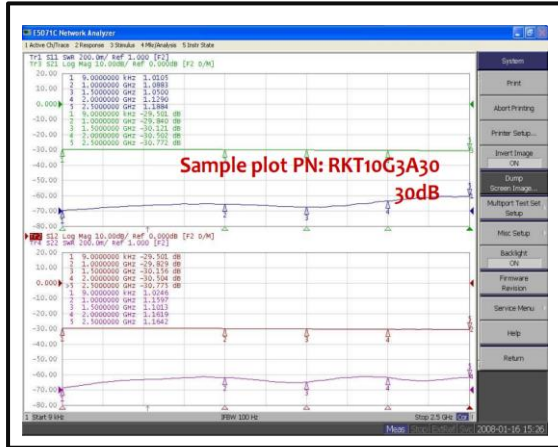 E5071C Network Analyzer
1 Active Ch/Trace 2 Response 3 Stimulus 4 Mkr/Analysis 5 Instr State
Tr1 S11 SWR 200.0m/ Ref 1.000 [F2]
Tr3 S21 Log Mag 10.00dB/ Ref 0.000dB [F2 D/M]
20.00
10.00
0.000
-10.00
-20.00
-30.00
-40.00
-50.00
-60.00
-70.00
-80.00
1 9.0000000 kHz 1.0105
2 1.0000000 GHz 1.0883
3 1.5000000 GHz 1.0500
4 2.0000000 GHz 1.1290
5 2.5000000 GHz 1.1884
1 9.0000000 kHz -29.501 dB
2 1.0000000 GHz -29.840 dB
3 1.5000000 GHz -30.121 dB
4 2.0000000 GHz -30.502 dB
5 2.5000000 GHz -30.772 dB
Sample plot PN: RKT10G3A30
30dB
Tr2 S12 Log Mag 10.00dB/ Ref 0.000dB [F2 D/M]
Tr4 S22 SWR 200.0m/ Ref 1.000 [F2]
20.00
10.00
0.000
-10.00
-20.00
-30.00
-40.00
-50.00
-60.00
-70.00
-80.00
1 9.0000000 kHz -29.501 dB
2 1.0000000 GHz -29.829 dB
3 1.5000000 GHz -30.156 dB
4 2.0000000 GHz -30.504 dB
>5 2.5000000 GHz -30.775 dB
1 9.0000000 kHz 1.0246
2 1.0000000 GHz 1.1597
3 1.5000000 GHz 1.1013
4 2.0000000 GHz 1.1619
5 2.5000000 GHz 1.1642
1 Start 9 kHz
IFBW 100 Hz
Stop 2.5 GHz Cor
Meas Stop ExtRef Svc 2008-01-16 15:26
System
Print
Abort Printing
Printer Setup...
Invert Image
ON
Dump
Screen Image...
Multiport Test Set
Setup
Misc Setup
Backlight
ON
Firmware
Revision
Service Menu
Help
Return